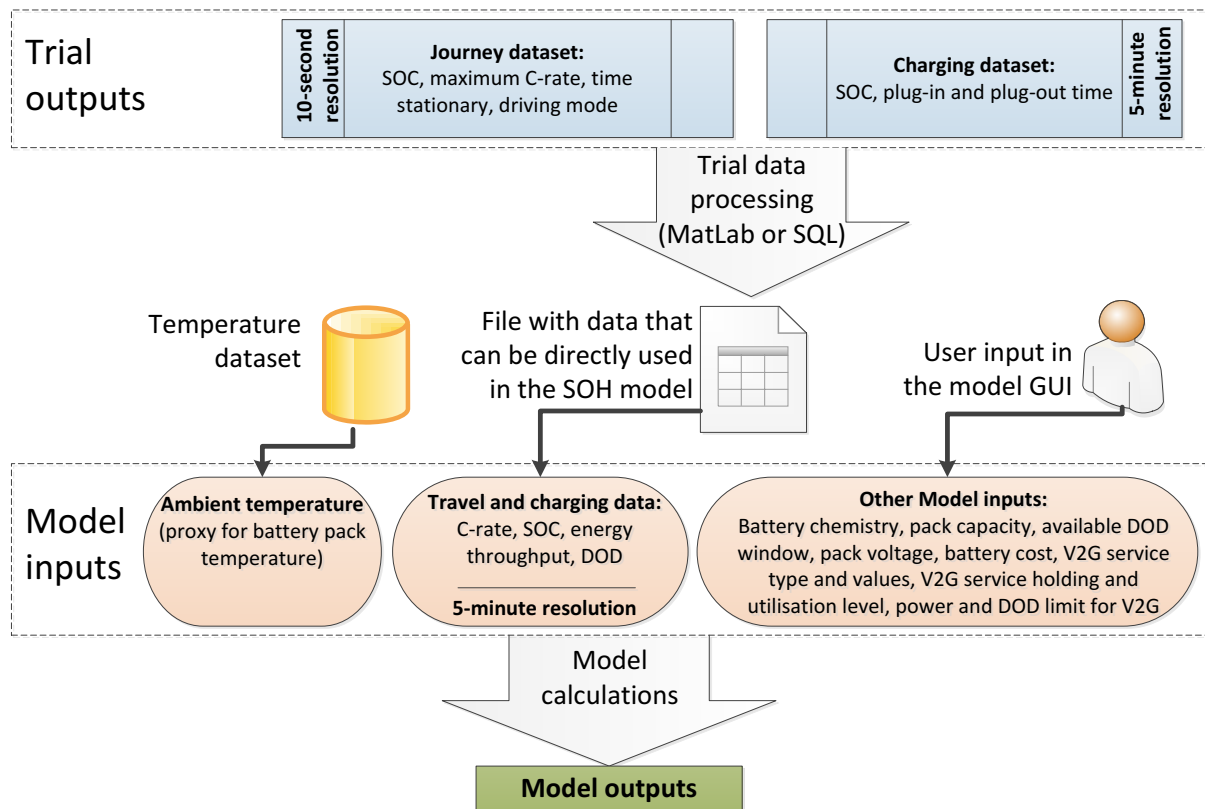 Trial
outputs
10-second
resolution
Journey dataset:
SOC, maximum C-rate, time
stationary, driving mode
Charging dataset:
SOC, plug-in and plug-out time
5-minute
resolution
Trial data
processing
(MatLab or SQL)
Temperature
dataset
File with data that
can be directly used
in the SOH model
User input in
the model GUI
Model
inputs
Ambient temperature
(proxy for battery pack
temperature)
Travel and charging data:
C-rate, SOC, energy
throughput, DOD
5-minute resolution
Other Model inputs:
Battery chemistry, pack capacity, available DOD
window, pack voltage, battery cost, V2G service
type and values, V2G service holding and
utilisation level, power and DOD limit for V2G
Model
calculations
Model outputs